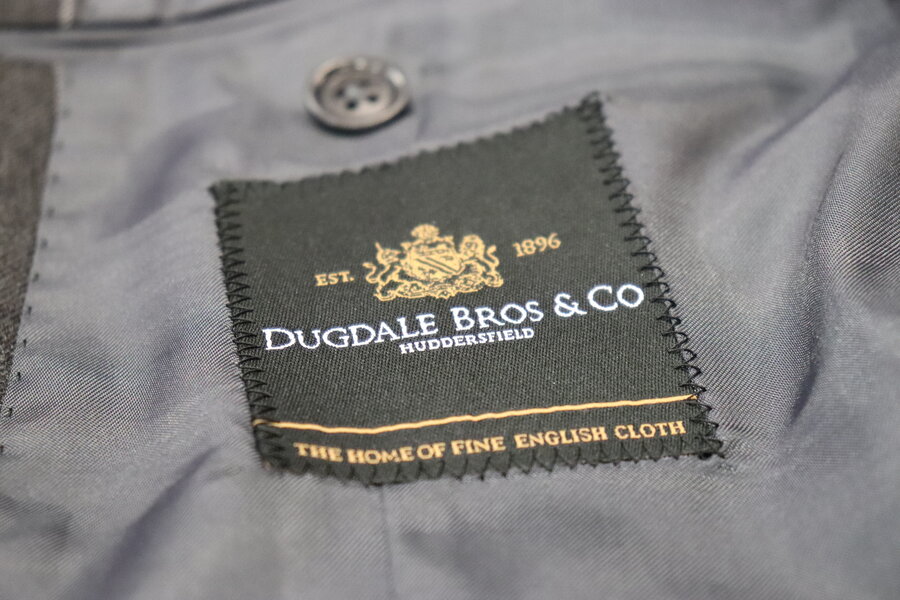 EST. 1896
DUGDALE BROS & CO
HUDDERSFIELD
THE HOME OF FINE ENGLISH CLOTH